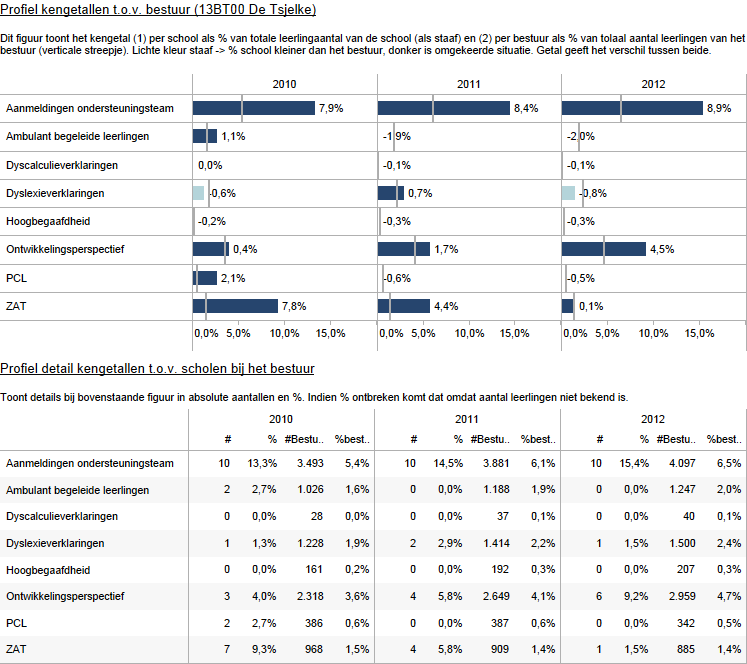 Profiel kengetallen t.o.v. bestuur (13BT00 De Tsjelke)
Dit figuur toont het kengetal (1) per school als % van totale leerlingaantal van de school (als staaf) en (2) per bestuur als % van tolaal aantal leerlingen van het
bestuur (verticale streepje). Lichte kleur staaf -> % school kleiner dan het bestuur, donker is omgekeerde situatie. Getal geeft het verschil tussen beide.
2010 2011 2012
Aanmeldingen ondersteuningsteam 7,9% 8,4% 8,9%
Ambulant begeleide leerlingen 1,1% -1,9% -2,0%
Dyscalculieverklaringen 0,0% -0,1% -0,1%
Dyslexieverklaringen -0,6% 0,7% -0,8%
Hoogbegaafdheid -0,2% -0,3% -0,3%
Ontwikkelingsperspectief 0,4% 1,7% 4,5%
PCL 2,1% -0,6% -0,5%
ZAT 7,8% 4,4% 0,1%
0,0% 5,0% 10,0% 15,0% 0,0% 5,0% 10,0% 15,0% 0,0% 5,0% 10,0% 15,0%
Profiel detail kengetallen t.o.v. scholen bij het bestuur
Toont details bij bovenstaande figuur in absolute aantallen en %. Indien % ontbreken komt dat omdat aantal leerlingen niet bekend is.
2010 2011 2012
# % #Bestu.. %best.. # % #Bestu.. %best.. # % #Bestu.. %best..
Aanmeldingen ondersteuningsteam 10 13,3% 3.493 5,4% 10 14,5% 3.881 6,1% 10 15,4% 4.097 6,5%
Ambulant begeleide leerlingen 2 2,7% 1.026 1,6% 0 0,0% 1.188 1,9% 0 0,0% 1.247 2,0%
Dyscalculieverklaringen 0 0,0% 28 0,0% 0 0,0% 37 0,1% 0 0,0% 40 0,1%
Dyslexieverklaringen 1 1,3% 1.228 1,9% 2 2,9% 1.414 2,2% 1 1,5% 1.500 2,4%
Hoogbegaafdheid 0 0,0% 161 0,2% 0 0,0% 192 0,3% 0 0,0% 207 0,3%
Ontwikkelingsperspectief 3 4,0% 2.318 3,6% 4 5,8% 2.649 4,1% 6 9,2% 2.959 4,7%
PCL 2 2,7% 386 0,6% 0 0,0% 387 0,6% 0 0,0% 342 0,5%
ZAT 7 9,3% 968 1,5% 4 5,8% 909 1,4% 1 1,5% 885 1,4%